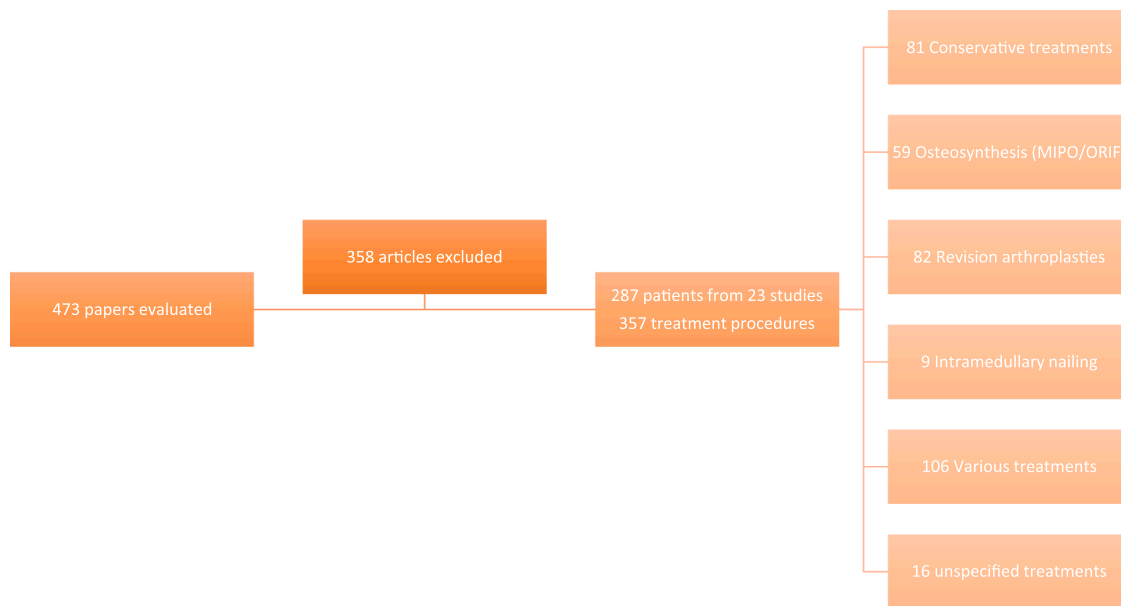 473 papers evaluated
358 articles excluded
287 patients from 23 studies
357 treatment procedures
81 Conservative treatments
59 Osteosynthesis (MIPO/ORIF
82 Revision arthroplasties
9 Intramedullary nailing
106 Various treatments
16 unspecified treatments